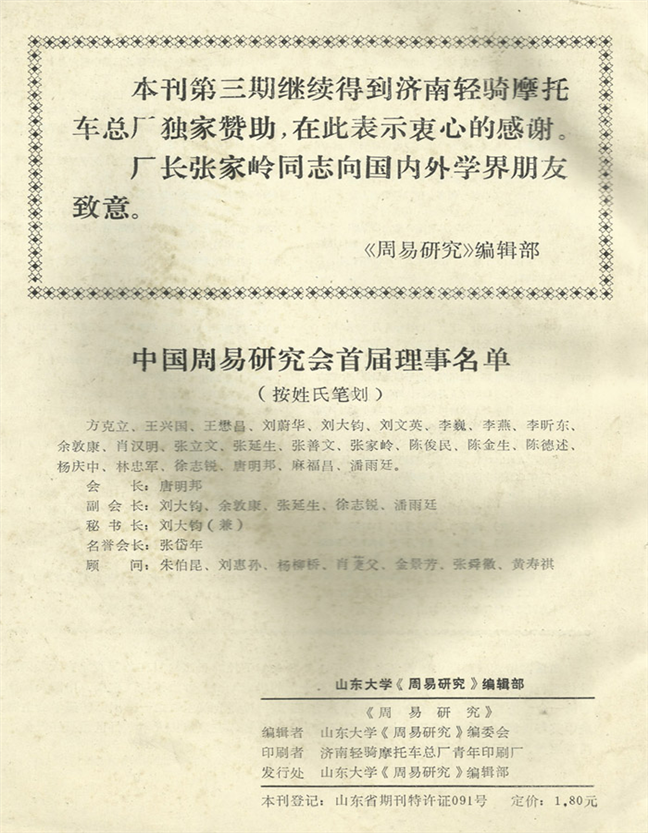 本刊第三期继续得到济南轻骑摩托
车总厂独家赞助,在此表示衷心的感谢。
厂长张家岭同志向国内外学界朋友
致意。
《周易研究》编辑部
中国周易研究会首届理事名单
(按姓氏笔划)
方克立、王兴国、王懋昌、刘蔚华、刘大钧、刘文英、李巍、李燕、李昕东、
余敦康、肖汉明、张立文、张延生、张善文、张家岭、陈俊民、陈金生、陈德述、
杨庆中、林忠军、徐志锐、唐明邦、麻福昌、潘雨廷。
会 长:唐明邦
副会长:刘大钧、余敦康、张延生、徐志锐、潘雨廷
秘书长:刘大钧(兼)
名誉会长:张岱年
顾 问:朱伯昆、刘惠孙、杨柳桥、肖萐父、金景芳、张舜徽、黄寿祺
山东大学《周易研究》编辑部
《周易研究》
编辑者 山东大学《周易研究》编委会
印刷者 济南轻骑摩托车总厂青年印刷厂
发行处 山东大学《周易研究》编辑部
本刊登记:山东省期刊特许证091号 定价:1.80元